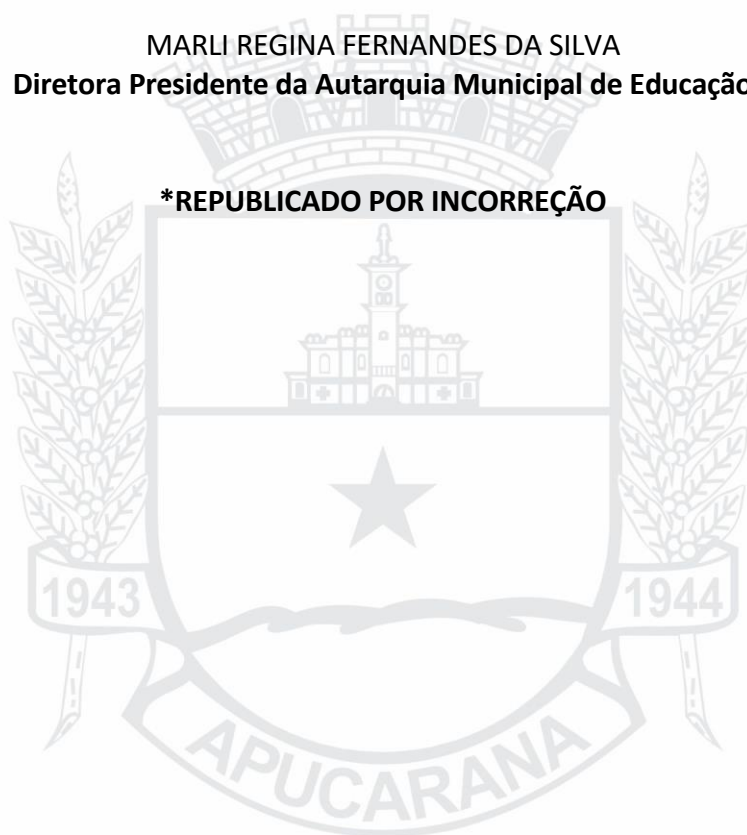 MARLI REGINA FERNANDES DA SILVA
Diretora Presidente da Autarquia Municipal de Educação
*REPUBLICADO POR INCORREÇÃO
1943
1944
APUCARANA